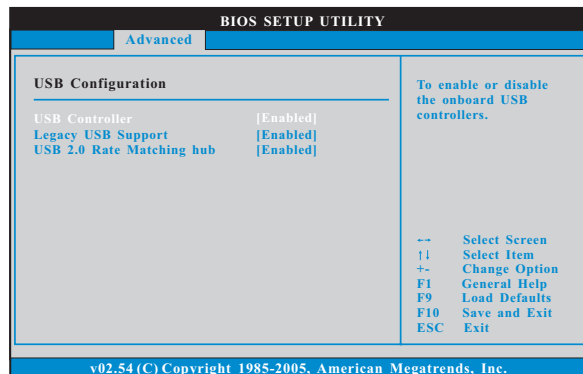 BIOS SETUP UTILITY
Advanced
USB Configuration
USB Controller [Enabled]
Legacy USB Support [Enabled]
USB 2.0 Rate Matching hub [Enabled]
To enable or disable
the onboard USB
controllers.
←→ Select Screen
↑↓ Select Item
+- Change Option
F1 General Help
F9 Load Defaults
F10 Save and Exit
ESC Exit
v02.54 (C) Copyright 1985-2005, American Megatrends, Inc.